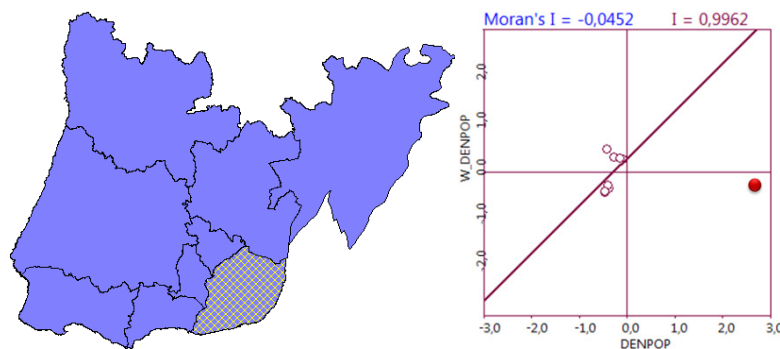 Moran's I = -0,0452 I = 0,9962
W_DENPOP
2,0
1,0
0,0
-1,0
-2,0
-3,0 -2,0 -1,0 0,0 1,0 2,0 3,0
DENPOP